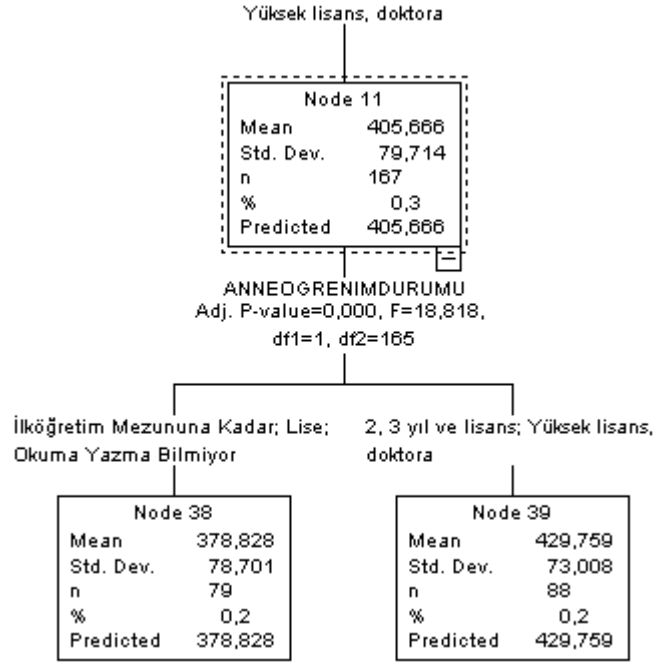 Yüksek lisans, doktora
Node 11
Mean 405,666
Std. Dev. 79,714
n 167
% 0,3
Predicted 405,666
ANNEOGRENIMDURUMU
Adj. P-value=0,000, F=18,818,
df1=1, df2=165
İlköğretim Mezununa Kadar; Lise;
Okuma Yazma Bilmiyor
2, 3 yıl ve lisans; Yüksek lisans,
doktora
Node 38
Mean 378,828
Std. Dev. 78,701
n 79
% 0,2
Predicted 378,828
Node 39
Mean 429,759
Std. Dev. 73,008
n 88
% 0,2
Predicted 429,759